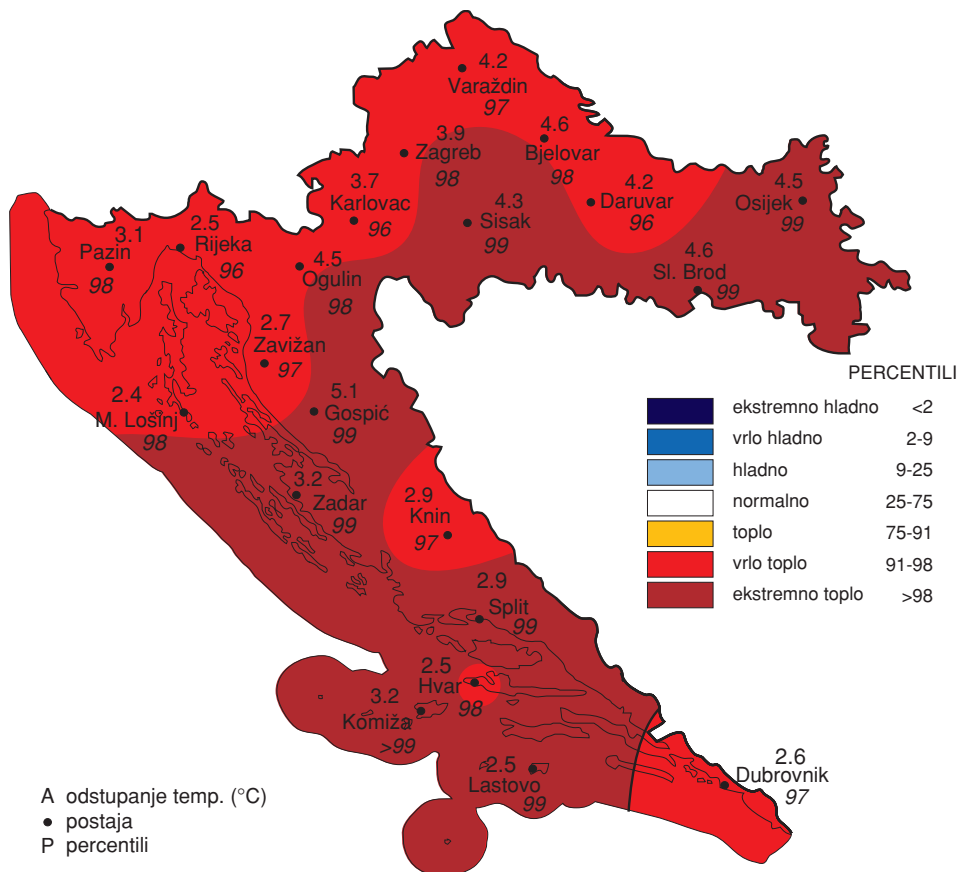 4.2
Varaždin
97
3.9
Zagreb
98
4.6
Bjelovar
98
3.7
Karlovac
96
4.3
Sisak
99
4.2
Daruvar
96
4.5
Osijek
99
3.1
Pazin
98
2.5
Rijeka
96
4.5
Ogulin
98
4.6
Sl. Brod
99
2.7
Zavižan
97
2.4
M. Lošinj
98
5.1
Gospić
99
3.2
Zadar
99
2.9
Knin
97
2.9
Split
99
2.5
Hvar
98
3.2
Komiža
>99
2.5
Lastovo
99
2.6
Dubrovnik
97
PERCENTILI
ekstremno hladno <2
vrlo hladno 2-9
hladno 9-25
normalno 25-75
toplo 75-91
vrlo toplo 91-98
ekstremno toplo >98
A odstupanje temp. (°C)
● postaja
P percentili